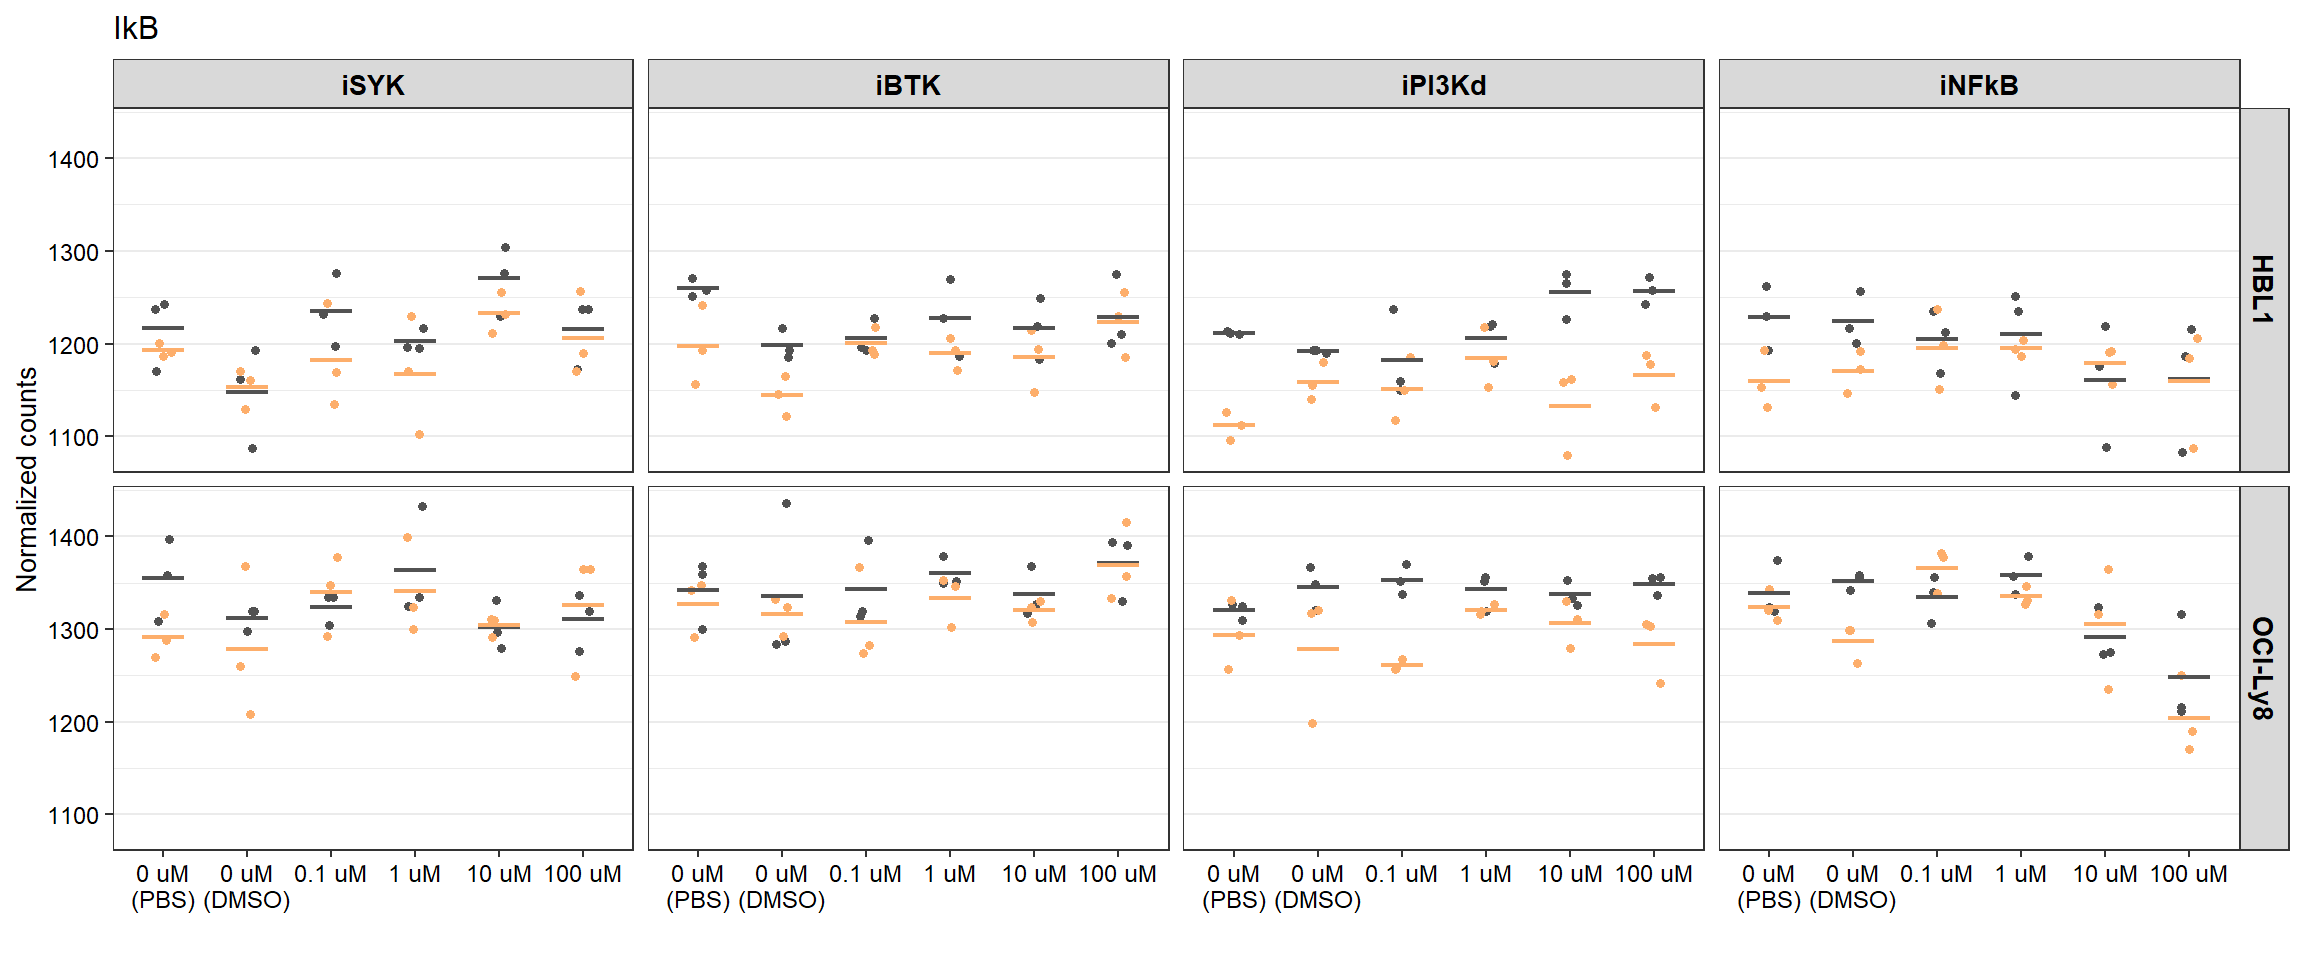 IkB
iSYK iBTK iPI3Kd iNFkB
HBL1
OCI-Ly8
Normalized counts
1400
1300
1200
1100
1400
1300
1200
1100
0 uM 0 uM 0.1 uM 1 uM 10 uM 100 uM 0 uM 0 uM 0.1 uM 1 uM 10 uM 100 uM 0 uM 0 uM 0.1 uM 1 uM 10 uM 100 uM 0 uM 0 uM 0.1 uM 1 uM 10 uM 100 uM
(PBS) (DMSO) (PBS) (DMSO) (PBS) (DMSO) (PBS) (DMSO)